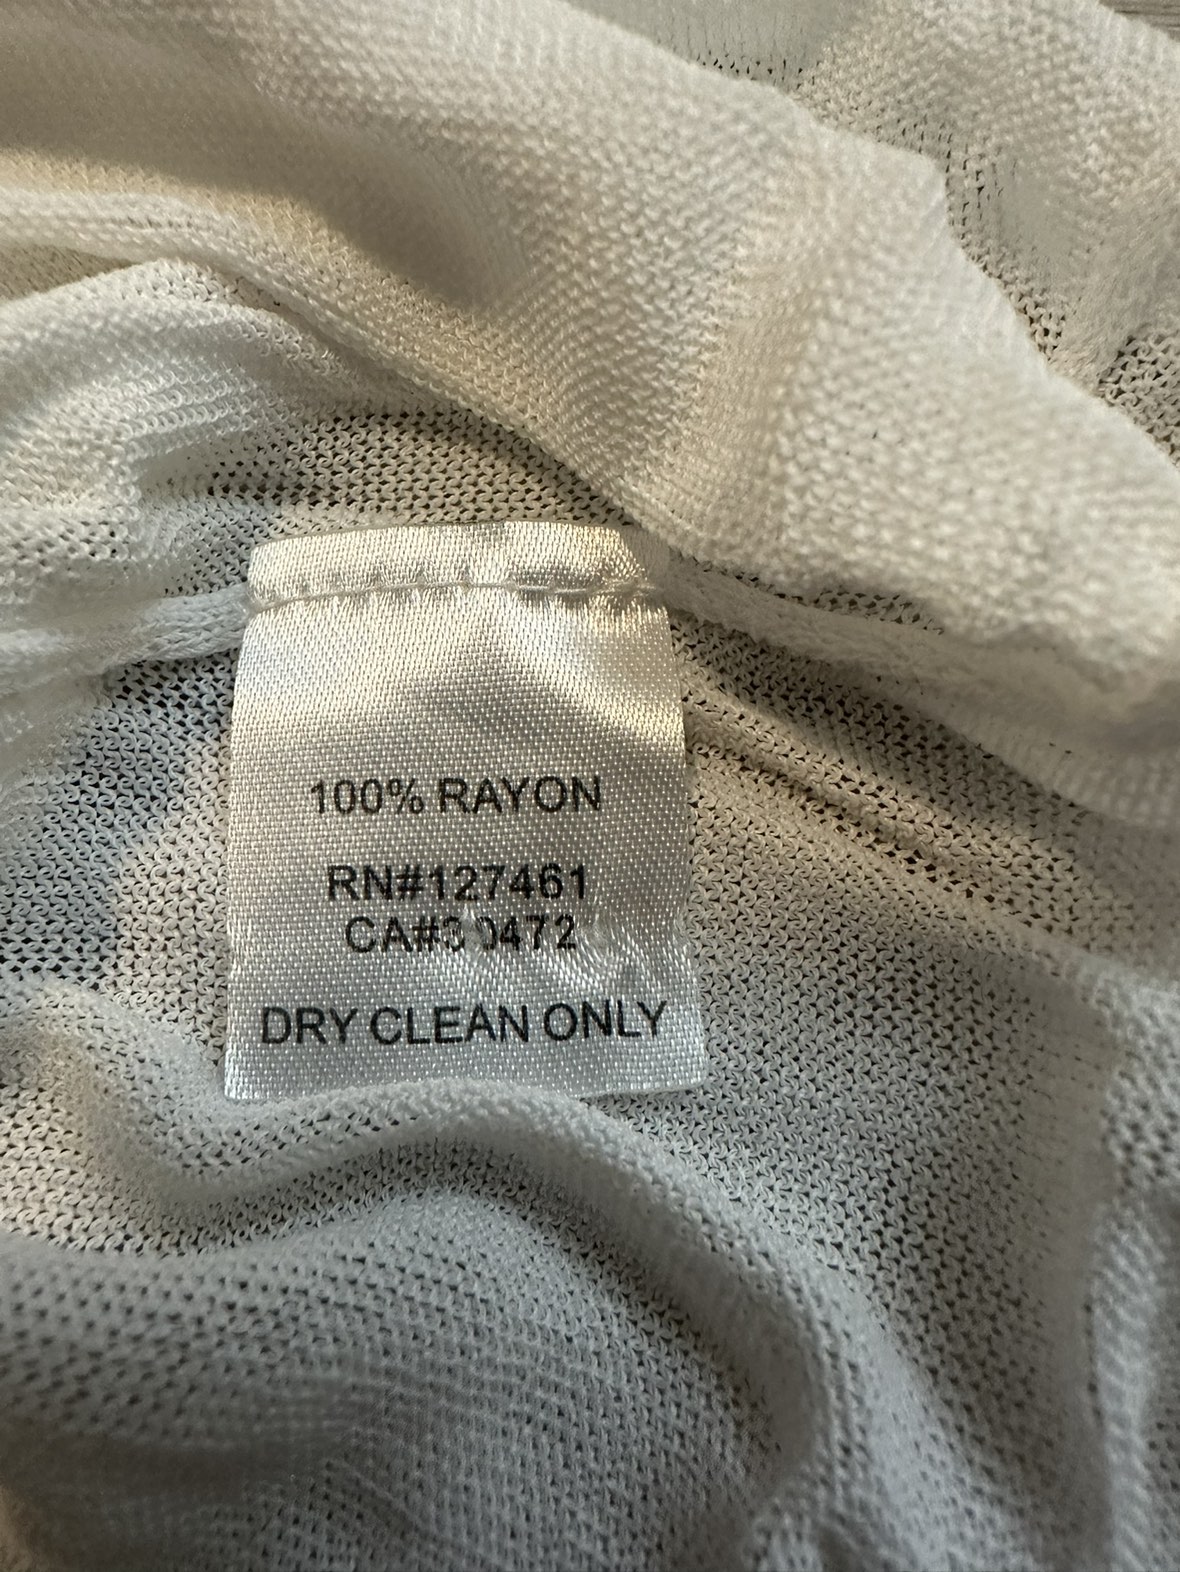 100% RAYON
RN#127461
DRY CLEAN ONLY